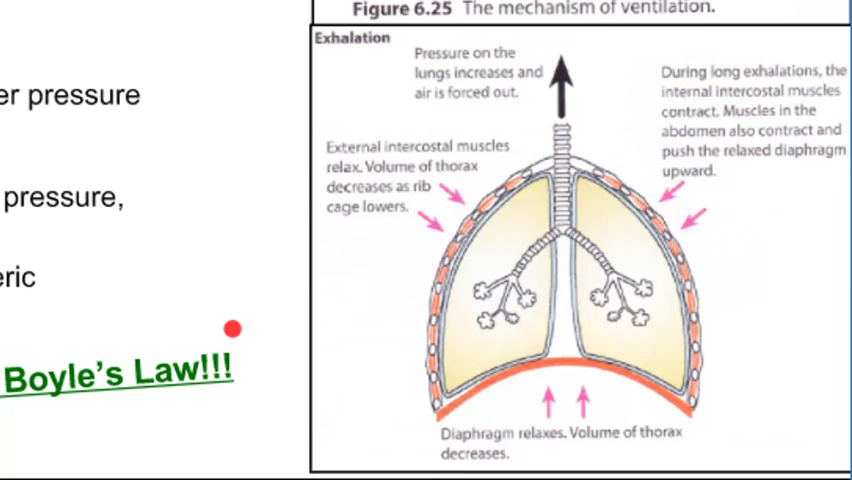 Figure 6.25 The mechanism of ventilation.
Exhalation
Pressure on the
lungs increases and
air is forced out.
During long exhalations, the
internal intercostal muscles
contract. Muscles in the
abdomen also contract and
push the relaxed diaphragm
upward.
External intercostal muscles
relax. Volume of thorax
decreases as rib
cage lowers.
Diaphragm relaxes. Volume of thorax
decreases.
pressure
pressure,
Boyle's Law!!!